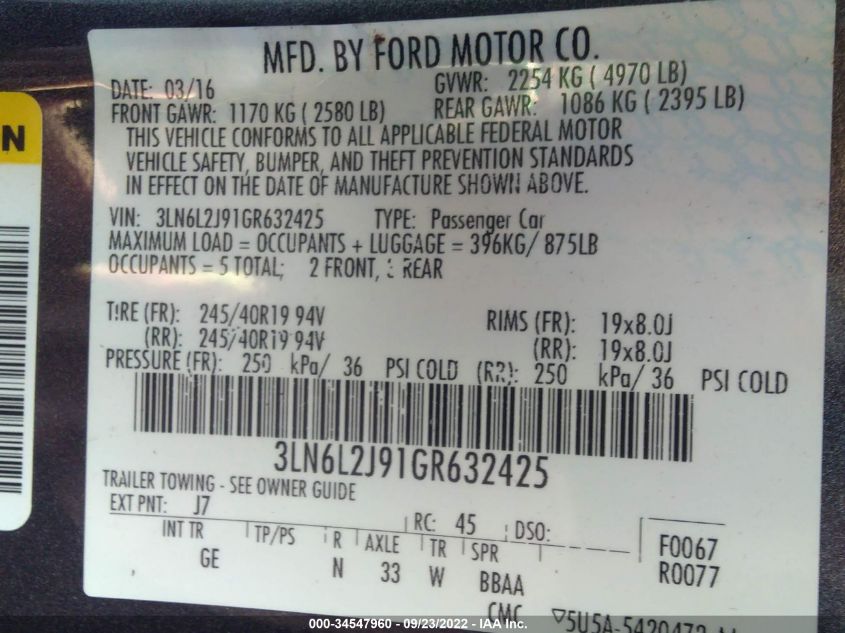 MFD. BY FORD MOTOR CO.
DATE: 03/16 GVWR: 2254 KG ( 4970 LB)
FRONT GAWR: 1170 KG ( 2580 LB) REAR GAWR: 1086 KG ( 2395 LB)
THIS VEHICLE CONFORMS TO ALL APPLICABLE FEDERAL MOTOR
VEHICLE SAFETY, BUMPER, AND THEFT PREVENTION STANDARDS
IN EFFECT ON THE DATE OF MANUFACTURE SHOWN ABOVE.
VIN: 3LN6L2J91GR632425 TYPE: Passenger Car
MAXIMUM LOAD = OCCUPANTS + LUGGAGE = 396KG/ 875LB
OCCUPANTS = 5 TOTAL; 2 FRONT, REAR
TIRE (FR): 245/40R19 94V RIMS (FR): 19x8.0J
(RR): 245/40R19 94V (RR): 19x8.0J
PRESSURE (FR): 250 kPa/ 36 PSI COLD (RR): 250 kPa/ 36 PSI COLD
3LN6L2J91GR632425
TRAILER TOWING - SEE OWNER GUIDE
EXT PNT: J7 RC: 45 DSO:
INT TR TP/PS R AXLE TR SPR F0067
GE N 33 W BBAA R0077
CMC
N
000-34547960 - 09/23/2022 - IAA Inc.